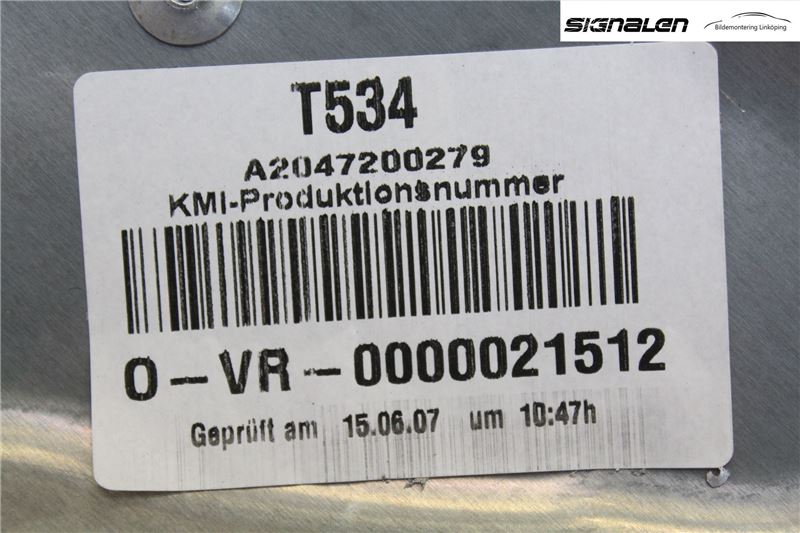 SIGNALEN
Bildemontering Linköping
T534
A2047200279
KMI-Produktionsnummer
0-VR-0000021512
Geprüft am 15.06.07 um 10:47h